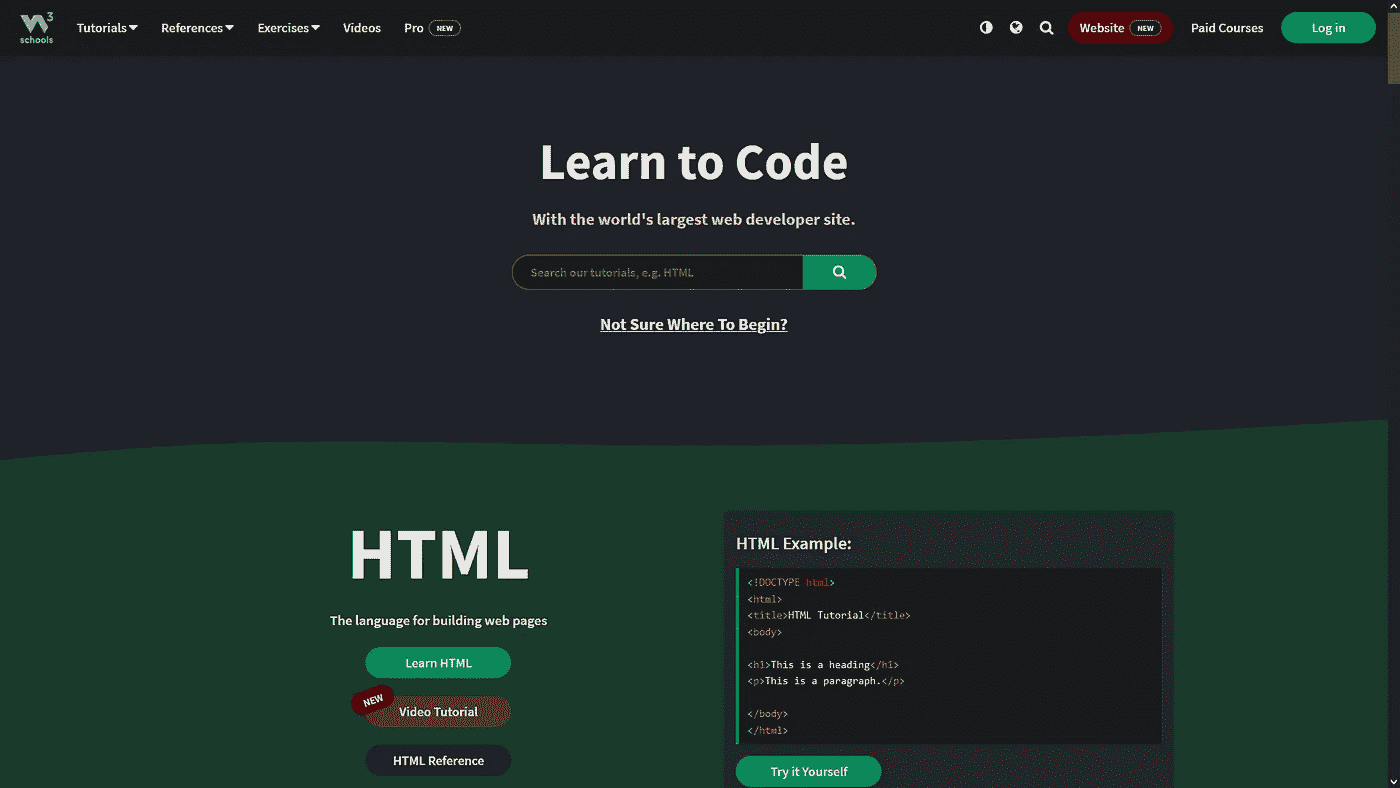 3
schools
Tutorials
References
Exercises
Videos
Pro NEW
Website NEW
Paid Courses
Log in
Learn to Code
With the world's largest web developer site.
Search our tutorials, e.g. HTML
Not Sure Where To Begin?
HTML
The language for building web pages
Learn HTML
NEW
Video Tutorial
HTML Reference
HTML Example:
<!DOCTYPE html>
<html>
<title>HTML Tutorial</title>
<body>
<h1>This is a heading</h1>
<p>This is a paragraph.</p>
</body>
</html>
Try it Yourself